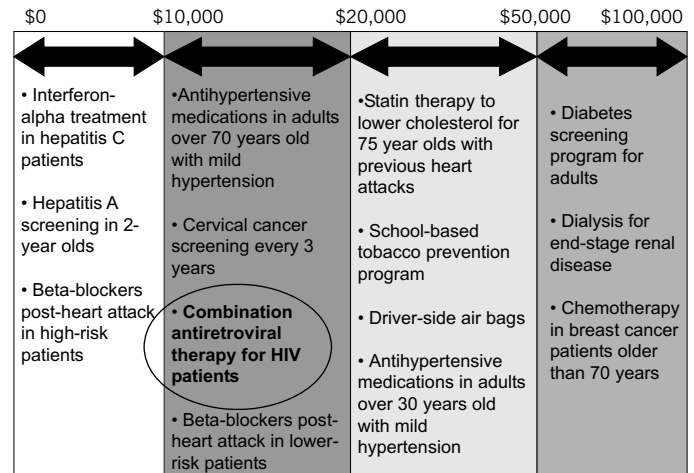 $0 $10,000 $20,000 $50,000 $100,000
• Interferon-
alpha treatment
in hepatitis C
patients
• Hepatitis A
screening in 2-
year olds
• Beta-blockers
post-heart attack
in high-risk
patients
•Antihypertensive
medications in adults
over 70 years old
with mild
hypertension
• Cervical cancer
screening every 3
years
• Combination
antiretroviral
therapy for HIV
patients
• Beta-blockers post-
heart attack in lower-
risk patients
•Statin therapy to
lower cholesterol for
75 year olds with
previous heart
attacks
• School-based
tobacco prevention
program
• Driver-side air bags
• Antihypertensive
medications in adults
over 30 years old
with mild
hypertension
• Diabetes
screening
program for
adults
• Dialysis for
end-stage renal
disease
• Chemotherapy
in breast cancer
patients older
than 70 years